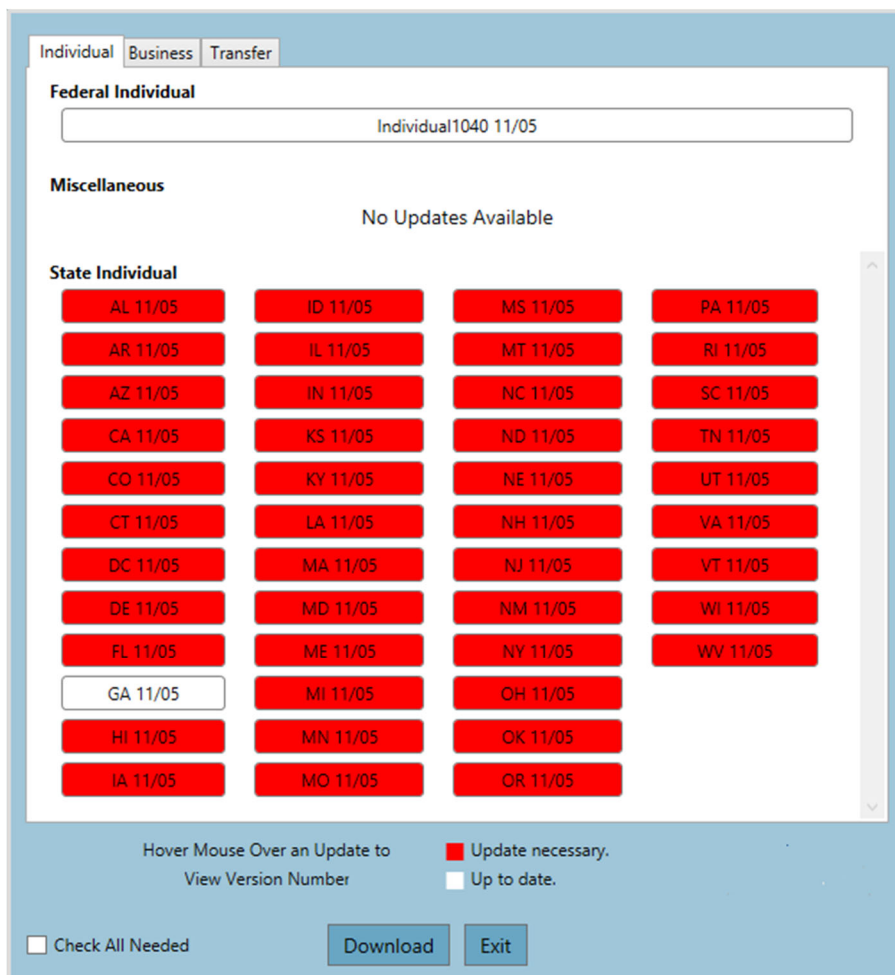 Individual Business Transfer
Federal Individual
Individual1040 11/05
Miscellaneous
No Updates Available
State Individual
AL 11/05 ID 11/05 MS 11/05 PA 11/05
AR 11/05 IL 11/05 MT 11/05 RI 11/05
AZ 11/05 IN 11/05 NC 11/05 SC 11/05
CA 11/05 KS 11/05 ND 11/05 TN 11/05
CO 11/05 KY 11/05 NE 11/05 UT 11/05
CT 11/05 LA 11/05 NH 11/05 VA 11/05
DC 11/05 MA 11/05 NJ 11/05 VT 11/05
DE 11/05 MD 11/05 NM 11/05 WI 11/05
FL 11/05 ME 11/05 NY 11/05 WV 11/05
GA 11/05 MI 11/05 OH 11/05
HI 11/05 MN 11/05 OK 11/05
IA 11/05 MO 11/05 OR 11/05
Hover Mouse Over an Update to Update necessary.
View Version Number Up to date.
Check All Needed Download Exit